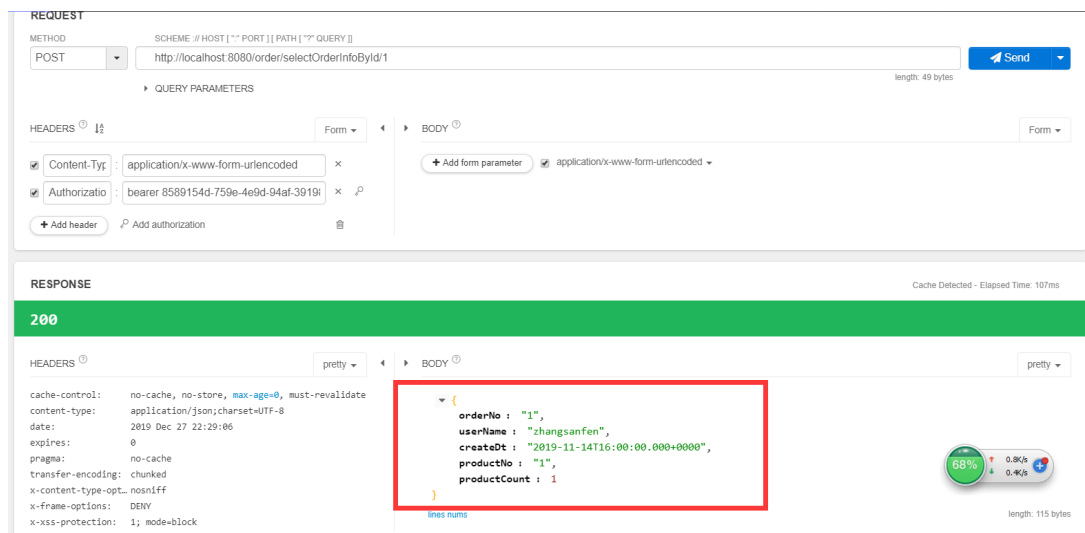 REQUEST
METHOD SCHEME :// HOST [ ":" PORT ] [ PATH [ "?" QUERY ]]
POST http://localhost:8080/order/selectOrderInfoById/1 Send
length: 49 bytes
QUERY PARAMETERS
HEADERS Form BODY Form
Content-Typ : application/x-www-form-urlencoded × + Add form parameter application/x-www-form-urlencoded
Authorizatio : bearer 8589154d-759e-4e9d-94af-3919 ×
+ Add header Add authorization
RESPONSE Cache Detected - Elapsed Time: 107ms
200
HEADERS pretty BODY pretty
cache-control: no-cache, no-store, max-age=0, must-revalidate
content-type: application/json;charset=UTF-8
date: 2019 Dec 27 22:29:06
expires: 0
pragma: no-cache
transfer-encoding: chunked
x-content-type-opt… nosniff
x-frame-options: DENY
x-xss-protection: 1; mode=block
{
orderNo : "1",
userName : "zhangsanfen",
createDt : "2019-11-14T16:00:00.000+0000",
productNo : "1",
productCount : 1
}
lines nums length: 115 bytes
68% 0.8K/s
0.4K/s